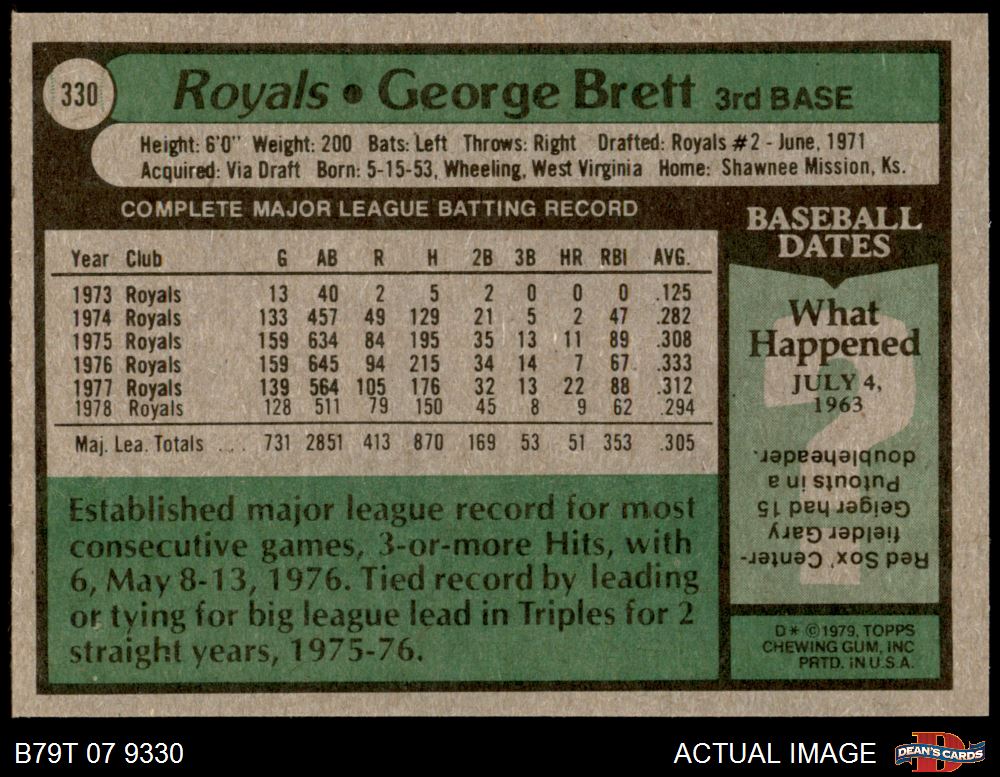 330
Royals • George Brett 3rd BASE
Height: 6'0" Weight: 200 Bats: Left Throws: Right Drafted: Royals #2 - June, 1971
Acquired: Via Draft Born: 5-15-53, Wheeling, West Virginia Home: Shawnee Mission, Ks.
COMPLETE MAJOR LEAGUE BATTING RECORD
Year Club G AB R H 2B 3B HR RBI AVG.
1973 Royals 13 40 2 5 2 0 0 0 .125
1974 Royals 133 457 49 129 21 5 2 47 .282
1975 Royals 159 634 84 195 35 13 11 89 .308
1976 Royals 159 645 94 215 34 14 7 67 .333
1977 Royals 139 564 105 176 32 13 22 88 .312
1978 Royals 128 511 79 150 45 8 9 62 .294
Maj. Lea. Totals .... 731 2851 413 870 169 53 51 353 .305
Established major league record for most
consecutive games, 3-or-more Hits, with
6, May 8-13, 1976. Tied record by leading
or tying for big league lead in Triples for 2
straight years, 1975-76.
BASEBALL
DATES
What
Happened
JULY 4,
1963
?
Red Sox' Center-
fielder Gary
Geiger had 15
Putouts in a
doubleheader.
D* ©1979, TOPPS
CHEWING GUM, INC
PRTD. IN U.S.A.
B79T 07 9330
ACTUAL IMAGE
D
DEAN'S CARDS